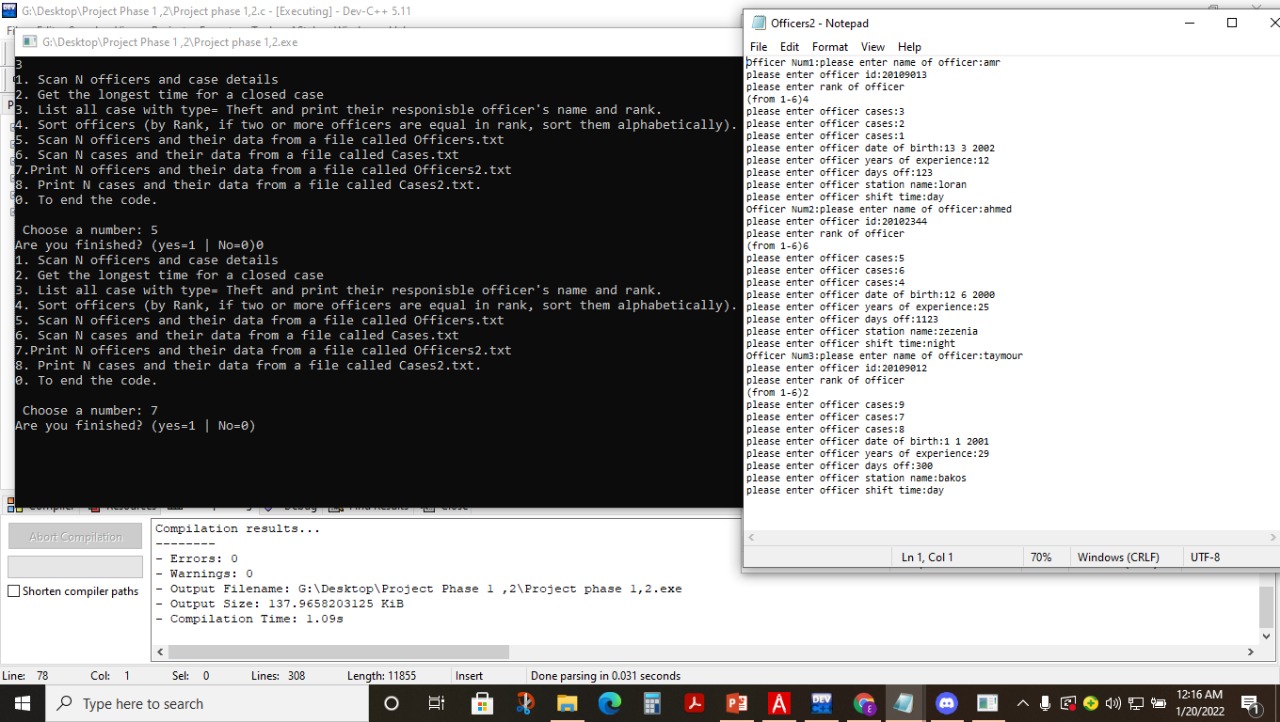 G:\Desktop\Project Phase 1 ,2\Project phase 1,2.c - [Executing] - Dev-C++ 5.11
G:\Desktop\Project Phase 1 ,2\Project phase 1,2.exe
3
1. Scan N officers and case details
2. Get the longest time for a closed case
3. List all case with type= Theft and print their responisble officer's name and rank.
4. Sort officers (by Rank, if two or more officers are equal in rank, sort them alphabetically).
5. Scan N officers and their data from a file called Officers.txt
6. Scan N cases and their data from a file called Cases.txt
7.Print N officers and their data from a file called Officers2.txt
8. Print N cases and their data from a file called Cases2.txt.
0. To end the code.
Choose a number: 5
Are you finished? (yes=1 | No=0)0
1. Scan N officers and case details
2. Get the longest time for a closed case
3. List all case with type= Theft and print their responisble officer's name and rank.
4. Sort officers (by Rank, if two or more officers are equal in rank, sort them alphabetically).
5. Scan N officers and their data from a file called Officers.txt
6. Scan N cases and their data from a file called Cases.txt
7.Print N officers and their data from a file called Officers2.txt
8. Print N cases and their data from a file called Cases2.txt.
0. To end the code.
Choose a number: 7
Are you finished? (yes=1 | No=0)
Officers2 - Notepad
File Edit Format View Help
Officer Num1:please enter name of officer:amr
please enter officer id:20109013
please enter rank of officer
(from 1-6)4
please enter officer cases:3
please enter officer cases:2
please enter officer cases:1
please enter officer date of birth:13 3 2002
please enter officer years of experience:12
please enter officer days off:123
please enter officer station name:loran
please enter officer shift time:day
Officer Num2:please enter name of officer:ahmed
please enter officer id:20102344
please enter rank of officer
(from 1-6)6
please enter officer cases:5
please enter officer cases:6
please enter officer cases:4
please enter officer date of birth:12 6 2000
please enter officer years of experience:25
please enter officer days off:1123
please enter officer station name:zezenia
please enter officer shift time:night
Officer Num3:please enter name of officer:taymour
please enter officer id:20109012
please enter rank of officer
(from 1-6)2
please enter officer cases:9
please enter officer cases:7
please enter officer cases:8
please enter officer date of birth:1 1 2001
please enter officer years of experience:29
please enter officer days off:300
please enter officer station name:bakos
please enter officer shift time:day
Ln 1, Col 1 70% Windows (CRLF) UTF-8
Abort Compilation
Shorten compiler paths
Compilation results...
--------
- Errors: 0
- Warnings: 0
- Output Filename: G:\Desktop\Project Phase 1 ,2\Project phase 1,2.exe
- Output Size: 137.9658203125 KiB
- Compilation Time: 1.09s
Line: 78 Col: 1 Sel: 0 Lines: 308 Length: 11855 Insert Done parsing in 0.031 seconds
Type here to search
12:16 AM
1/20/2022